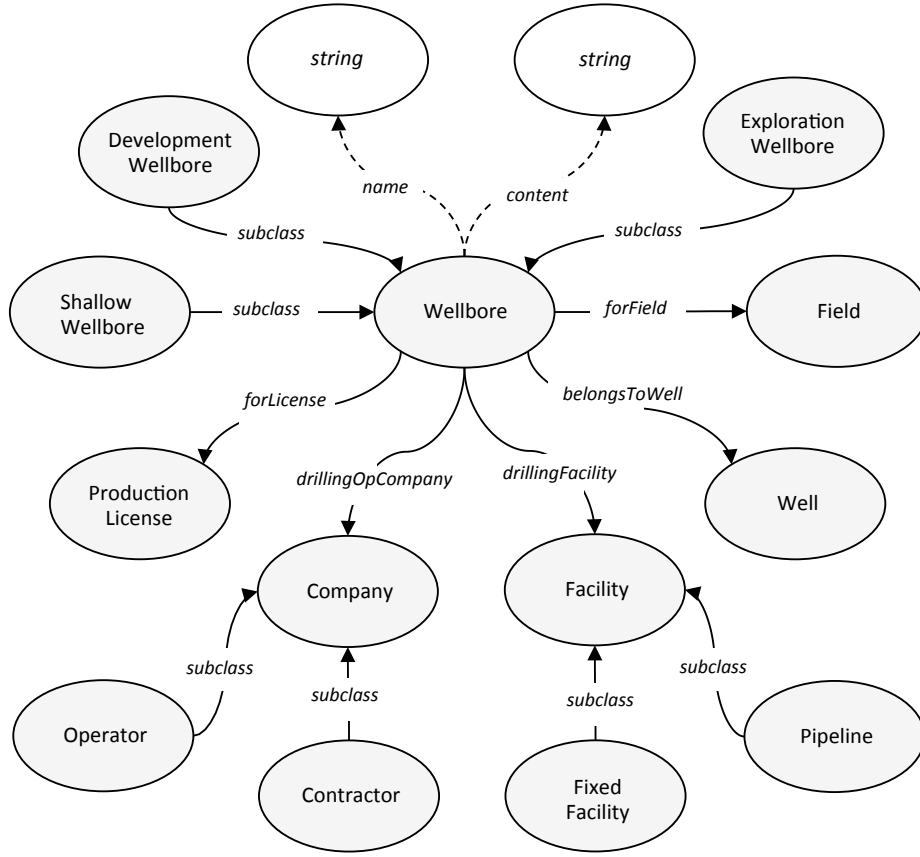 string
string
Development
Wellbore
Exploration
Wellbore
name
content
subclass
subclass
Shallow
Wellbore
subclass
Wellbore
forField
Field
forLicense
belongsToWell
Production
License
drillingOpCompany
drillingFacility
Well
Company
Facility
subclass
subclass
subclass
subclass
Operator
Pipeline
Contractor
Fixed
Facility